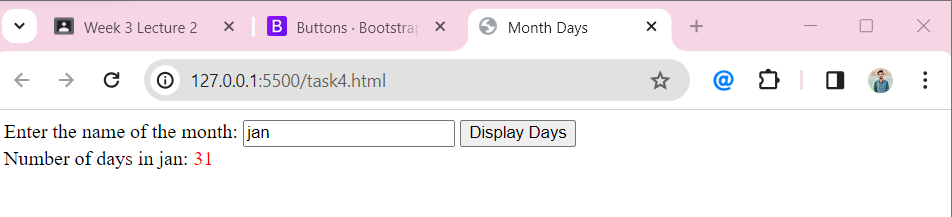 Week 3 Lecture 2
Buttons · Bootstrap
Month Days
127.0.0.1:5500/task4.html
Enter the name of the month: jan Display Days
Number of days in jan: 31